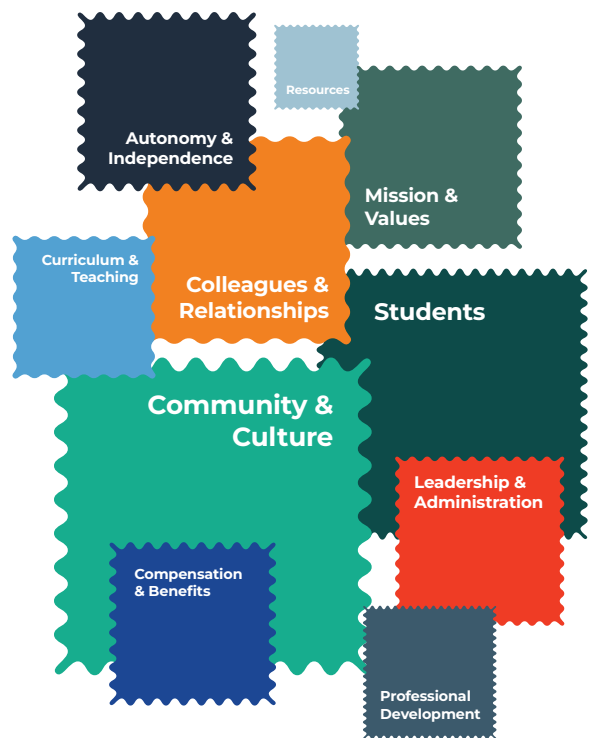 Resources
Autonomy &
Independence
Mission &
Values
Curriculum &
Teaching
Colleagues &
Relationships
Students
Community &
Culture
Leadership &
Administration
Compensation
& Benefits
Professional
Development